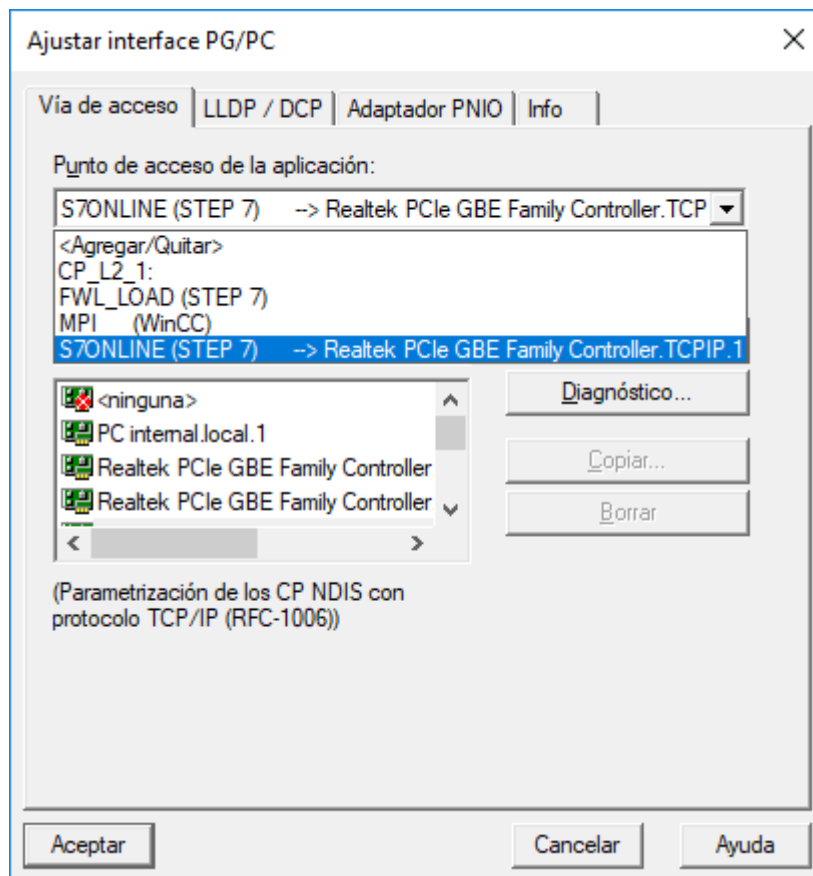 Ajustar interface PG/PC
Vía de acceso LLDP / DCP Adaptador PNIO Info
Punto de acceso de la aplicación:
S7ONLINE (STEP 7) --> Realtek PCIe GBE Family Controller.TCP
<Agregar/Quitar>
CP_L2_1:
FWL_LOAD (STEP 7)
MPI (WinCC)
S7ONLINE (STEP 7) --> Realtek PCIe GBE Family Controller.TCPIP.1
<ninguna>
Diagnóstico...
PC internal.local.1
Realtek PCIe GBE Family Controller
Copiar...
Realtek PCIe GBE Family Controller
Borrar
(Parametrización de los CP NDIS con
protocolo TCP/IP (RFC-1006))
Aceptar Cancelar Ayuda